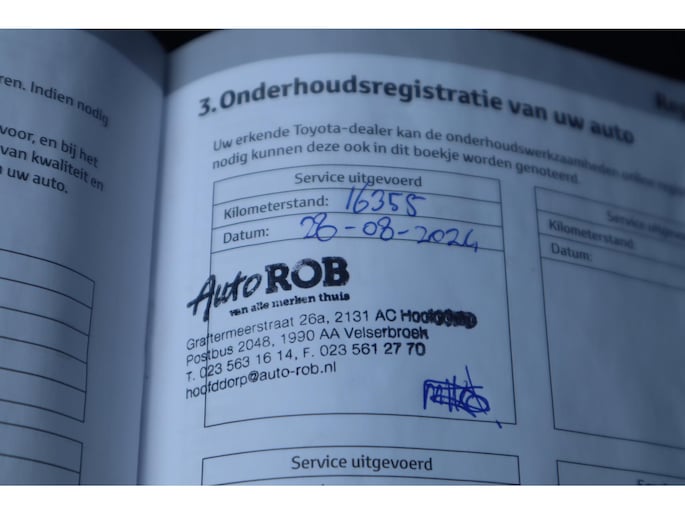 ren. Indien nodig
voor, en bij het
van kwaliteit en
uw auto.
3. Onderhoudsregistratie van uw auto
Uw erkende Toyota-dealer kan de onderhoudswerkzaamheden online
nodig kunnen deze ook in dit boekje worden genoteerd.
Service uitgevoerd
Kilometerstand: 16355
Datum: 26-08-2024
Auto ROB
van alle merken thuis
Graftermeerstraat 26a, 2131 AC
Postbus 2048, 1990 AA Velserbroek
T. 023 563 16 14, F. 023 561 27 70
hoofddorp@auto-rob.nl
Service uitgevoerd
Kilometerstand:
Datum:
Service uitgevoerd